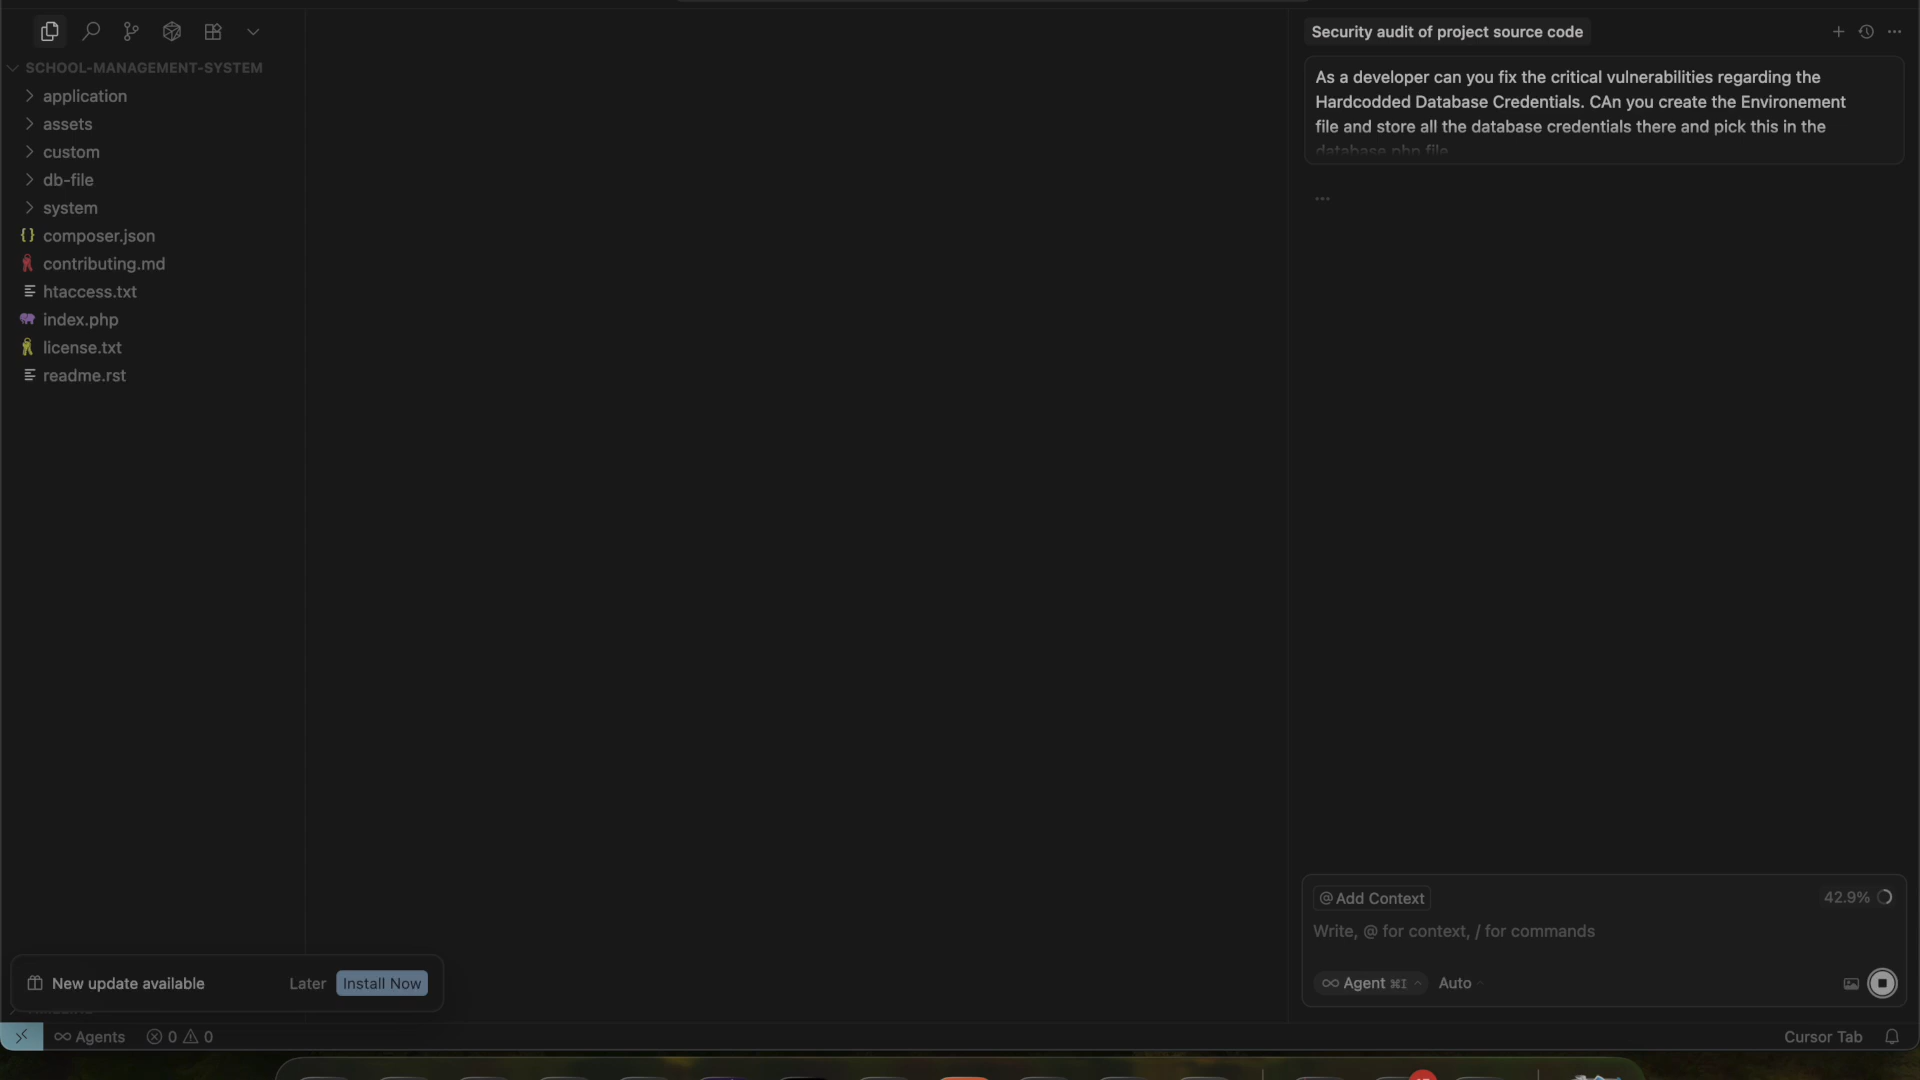 SCHOOL-MANAGEMENT-SYSTEM
application
assets
custom
db-file
system
composer.json
contributing.md
htaccess.txt
index.php
license.txt
readme.rst
New update available
Later
Install Now
Agents
0
0
Security audit of project source code
As a developer can you fix the critical vulnerabilities regarding the
Hardcodded Database Credentials. CAn you create the Environement
file and store all the database credentials there and pick this in the
database php file
@ Add Context
42.9%
Write, @ for context, / for commands
Agent ⌘I
Auto
Cursor Tab